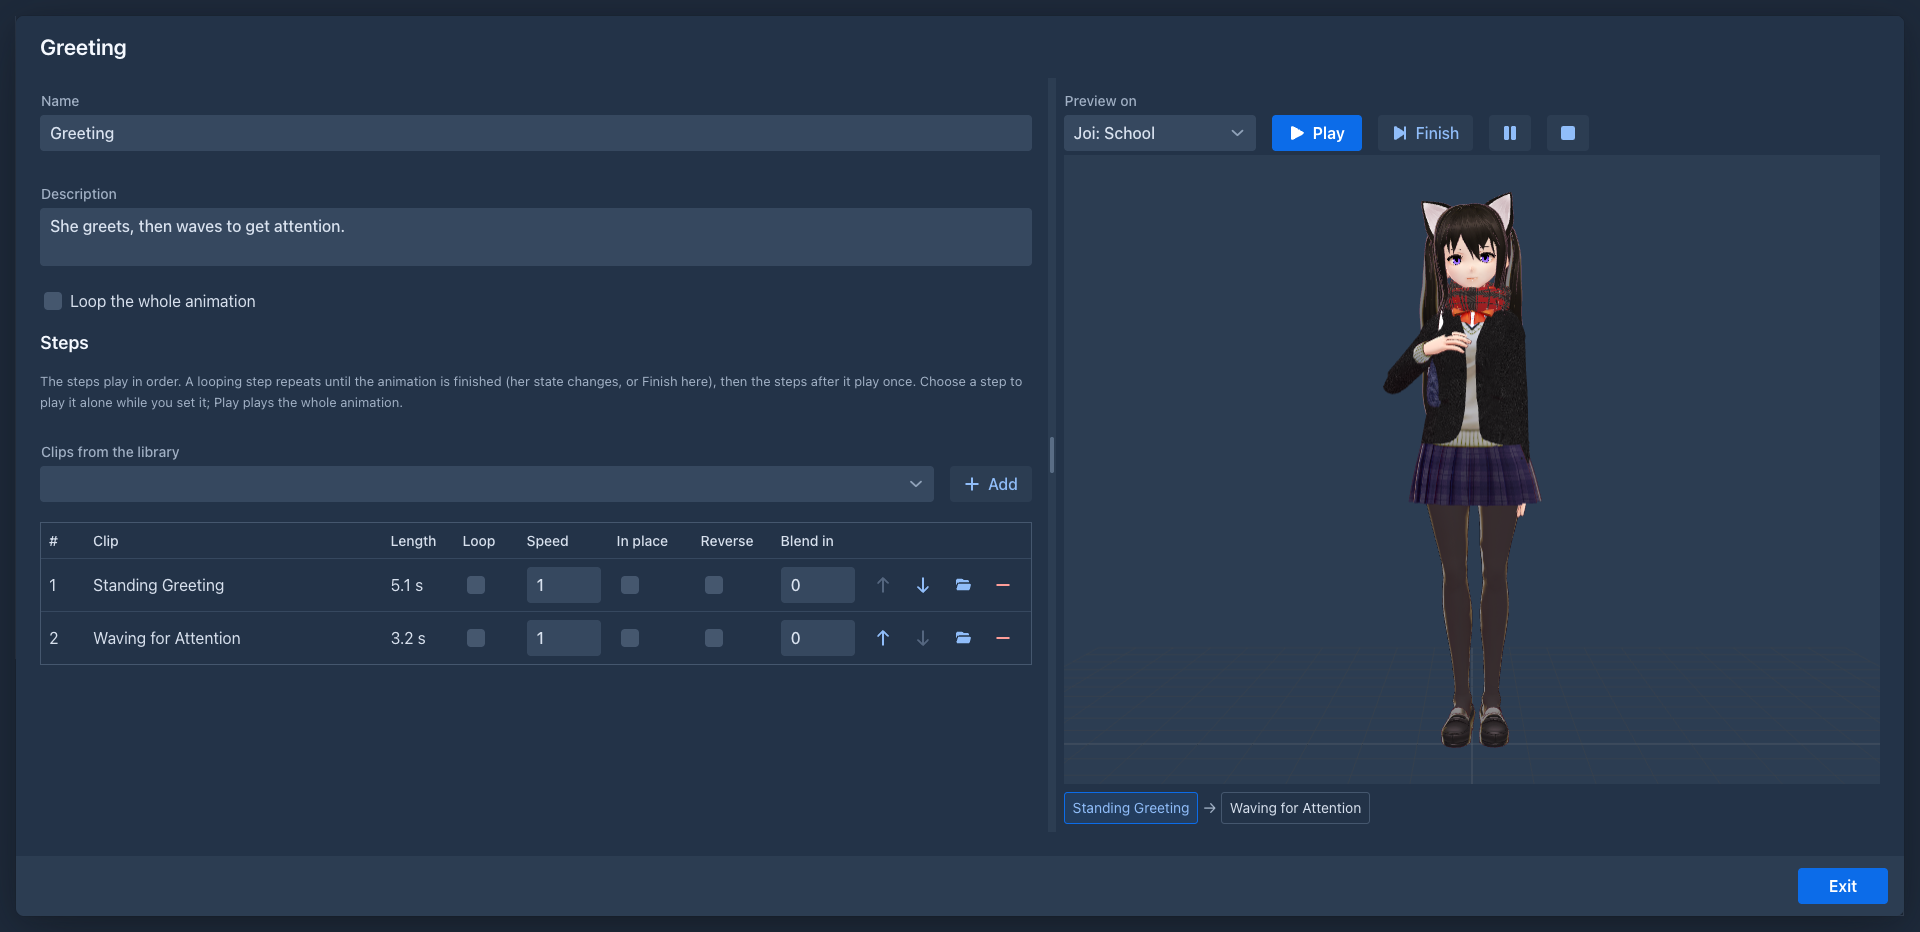 Greeting
Name
Greeting
Description
She greets, then waves to get attention.
Loop the whole animation
Steps
The steps play in order. A looping step repeats until the animation is finished (her state changes, or Finish here), then the steps after it play once. Choose a step to
play it alone while you set it; Play plays the whole animation.
Clips from the library
Add
# Clip Length Loop Speed In place Reverse Blend in
1 Standing Greeting 5.1 s 1 0
2 Waving for Attention 3.2 s 1 0
Preview on
Joi: School Play Finish
Standing Greeting → Waving for Attention
Exit